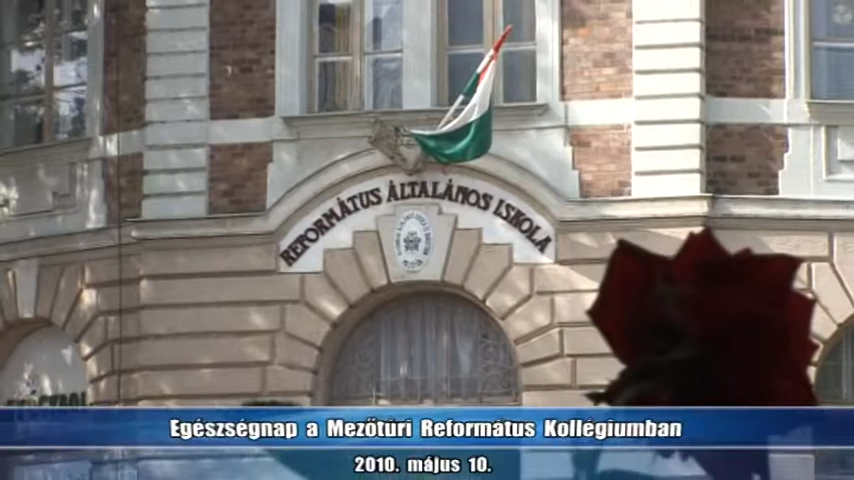 REFORMÁTUS ÁLTALÁNOS ISKOLA
Egészségnap a Mezőtúri Református Kollégiumban
2010. május 10.